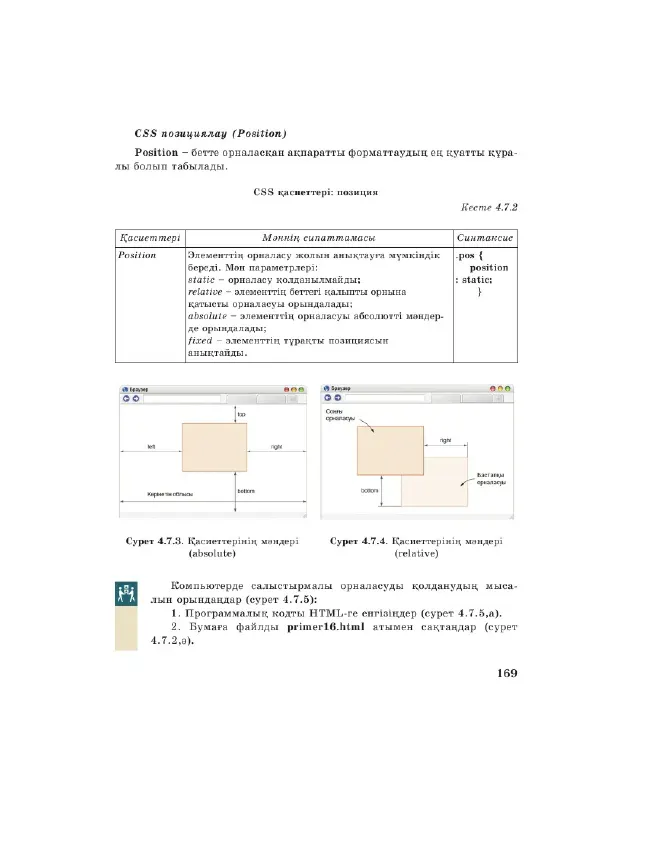 CSS позициялау (Position)
Position – бетте орналасқан ақпаратты форматтаудың ең қуатты құра-
лы болып табылады.
CSS қасиеттері: позиция
Кесте 4.7.2
Қасиеттері Мәннің сипаттамасы Синтаксис
Position
Элементтің орналасу жолын анықтауға мүмкіндік
береді. Мән параметрлері:
static – орналасу қолданылмайды;
relative – элементтің беттегі қалыпты орнына
қатысты орналасуы орындалады;
absolute – элементтің орналасуы абсолютті мәндер-
де орындалады;
fixed – элементтің тұрақты позициясын
анықтайды.
.pos {
position
: static;
}
Браузер
top
left
right
bottom
Көрінетін облысы
Браузер
Соңғы
орналасуы
right
bottom
Бастапқы
орналасуы
Сурет 4.7.3. Қасиеттерінің мәндері
(absolute)
Сурет 4.7.4. Қасиеттерінің мәндері
(relative)
Компьютерде салыстырмалы орналасуды қолданудың мыса-
лын орындаңдар (сурет 4.7.5):
1. Программалық кодты HTML-ге енгізіңдер (сурет 4.7.5,а).
2. Бумаға файлды primer16.html атымен сақтаңдар (сурет
4.7.2,ә).
169